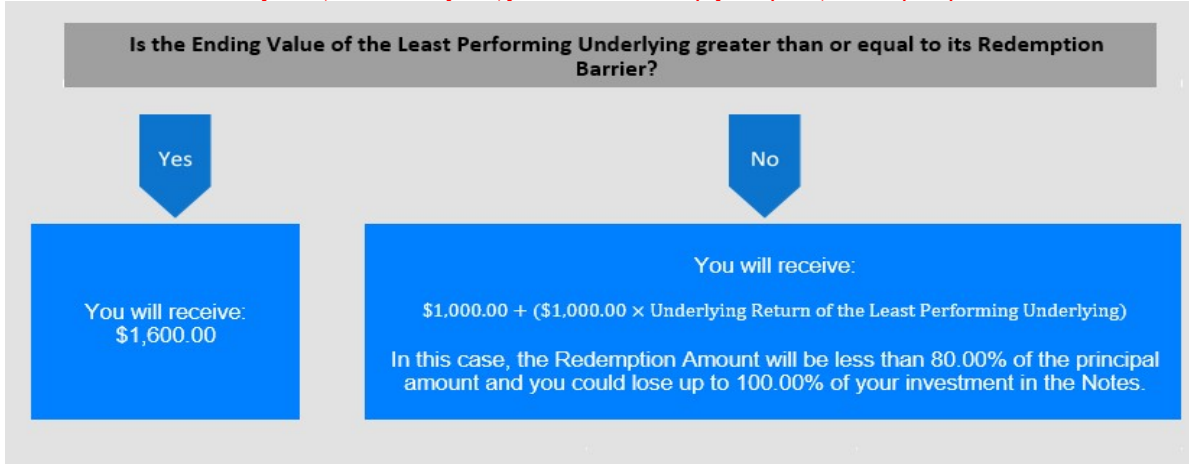 Is the Ending Value of the Least Performing Underlying greater than or equal to its Redemption
Barrier?
Yes
No
You will receive:
$1,600.00
You will receive:
$1,000.00 + ($1,000.00 × Underlying Return of the Least Performing Underlying)
In this case, the Redemption Amount will be less than 80.00% of the principal
amount and you could lose up to 100.00% of your investment in the Notes.